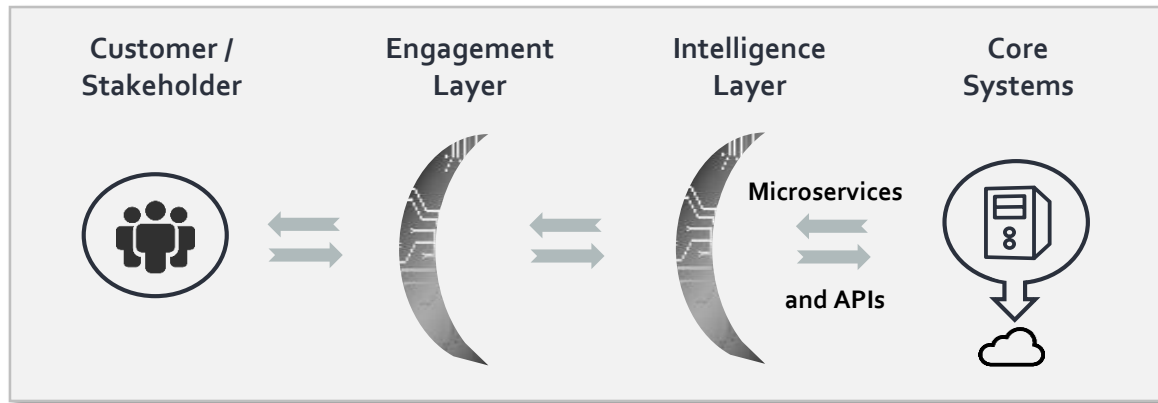 Customer /
Stakeholder
Engagement
Layer
Intelligence
Layer
Core
Systems
Microservices
and APIs